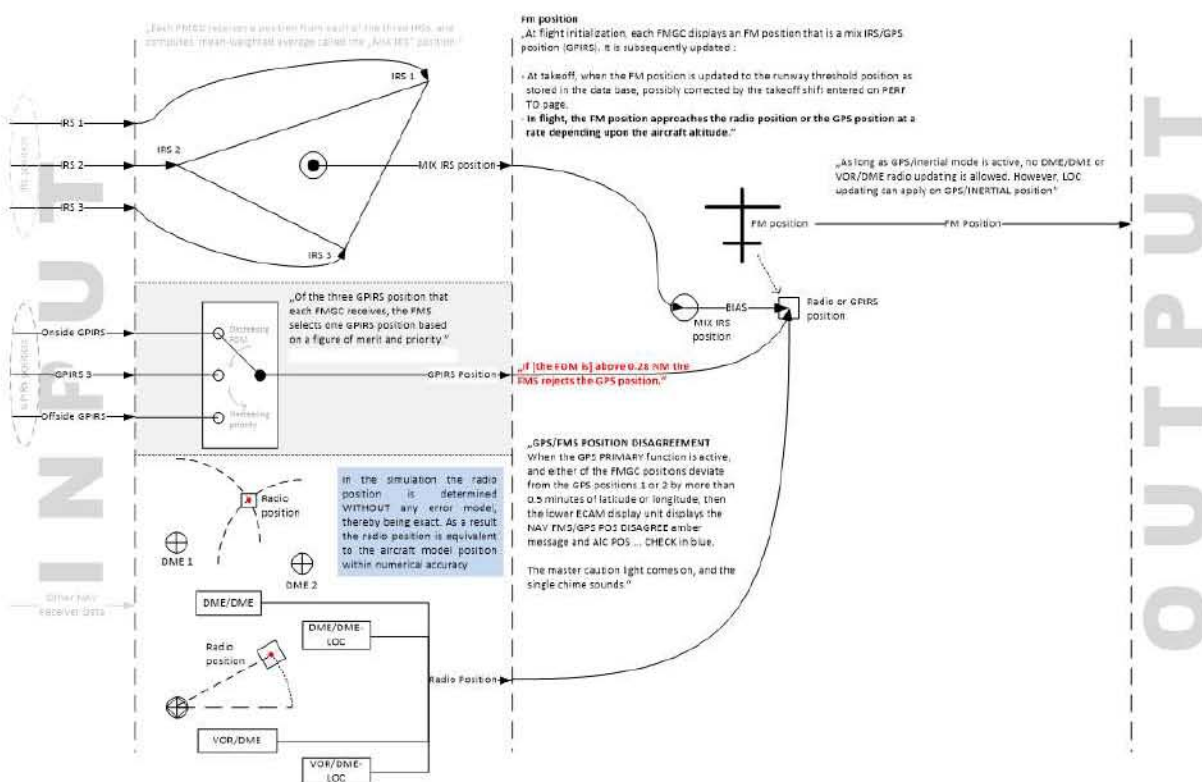 INPUT
OUTPUT
„Each FMGC receives a position from each of the three IRSs, and
computes mean-weighted average called the „Mix IRS“ position.“
IRS 1
IRS 2
IRS 3
IRS position
IRS 1
IRS 2
IRS 3
MIX IRS position
Fm position
„At flight initialization, each FMGC displays an FM position that is a mix IRS/GPS
position (GPIRS). It is subsequently updated :
- At takeoff, when the FM position is updated to the runway threshold position as
stored in the data base, possibly corrected by the takeoff shift entered on PERF
TO page.
- In flight, the FM position approaches the radio position or the GPS position at a
rate depending upon the aircraft altitude.“
„As long as GPS/inertial mode is active, no DME/DME or
VOR/DME radio updating is allowed. However, LOC
updating can apply on GPS/INERTIAL position“
FM position
FM Position
Radio or GPIRS
position
BIAS
MIX IRS
position
GPIRS position
Onside GPIRS
GPIRS 3
Offside GPIRS
Decreasing
FOM
Decreasing
priority
„Of the three GPIRS position that
each FMGC receives, the FMS
selects one GPIRS position based
on a figure of merit and priority.“
GPIRS Position
„If [the FOM is] above 0.28 NM the
FMS rejects the GPS position.“
„GPS/FMS POSITION DISAGREEMENT
When the GPS PRIMARY function is active,
and either of the FMGC positions deviate
from the GPS positions 1 or 2 by more than
0.5 minutes of latitude or longitude, then
the lower ECAM display unit displays the
NAV FMS/GPS POS DISAGREE amber
message and A/C POS ... CHECK in blue.
The master caution light comes on, and the
single chime sounds.“
Radio
position
DME 1
DME 2
In the simulation the radio
position is determined
WITHOUT any error model,
thereby being exact. As a result
the radio position is equivalent
to the aircraft model position
within numerical accuracy
Other NAV
Receiver Data
DME/DME
DME/DME-
LOC
Radio
position
Radio Position
VOR/DME
VOR/DME-
LOC